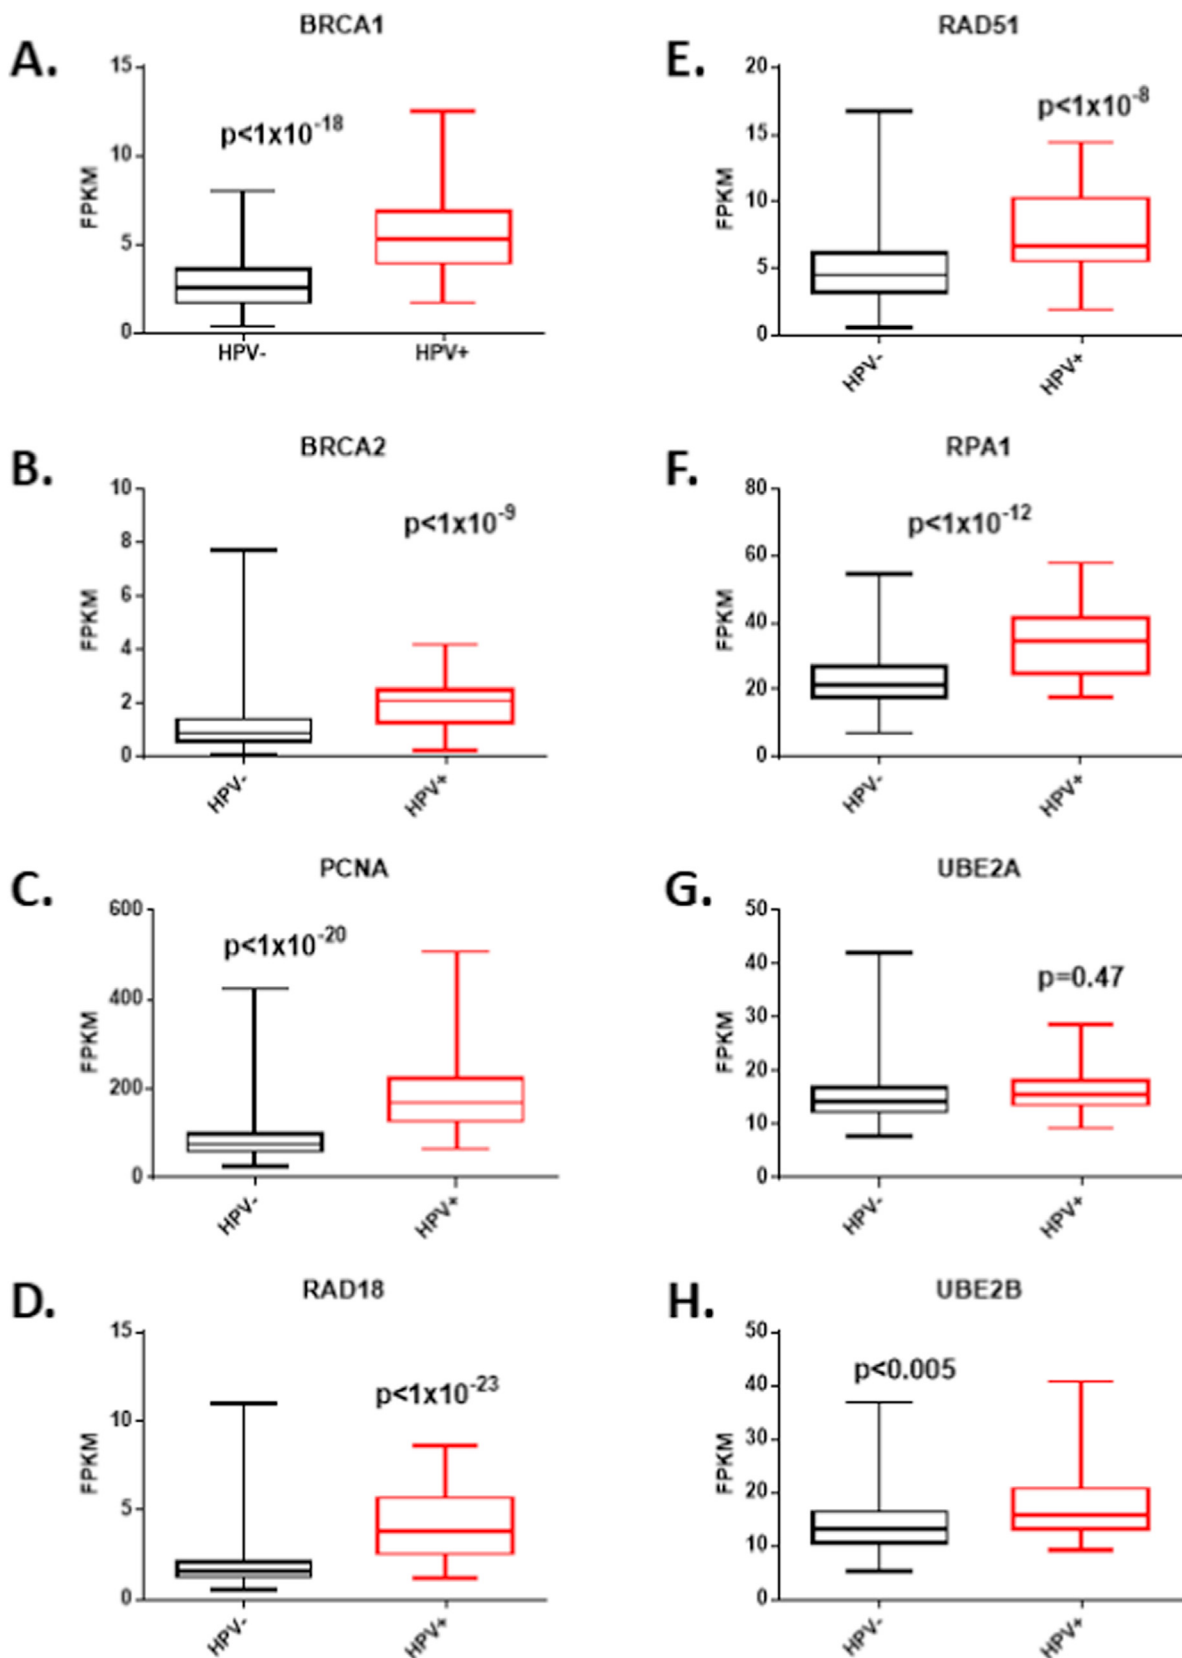 A.
BRCA1
15
10
5
0
FPKM
p<1x10^-18
HPV-
HPV+
B.
BRCA2
10
8
6
4
2
0
FPKM
p<1x10^-9
HPV-
HPV+
C.
PCNA
600
400
200
0
FPKM
p<1x10^-20
HPV-
HPV+
D.
RAD18
15
10
5
0
FPKM
p<1x10^-23
HPV-
HPV+
E.
RAD51
20
15
10
5
0
FPKM
p<1x10^-8
HPV-
HPV+
F.
RPA1
80
60
40
20
0
FPKM
p<1x10^-12
HPV-
HPV+
G.
UBE2A
50
40
30
20
10
0
FPKM
p=0.47
HPV-
HPV+
H.
UBE2B
50
40
30
20
10
0
FPKM
p<0.005
HPV-
HPV+